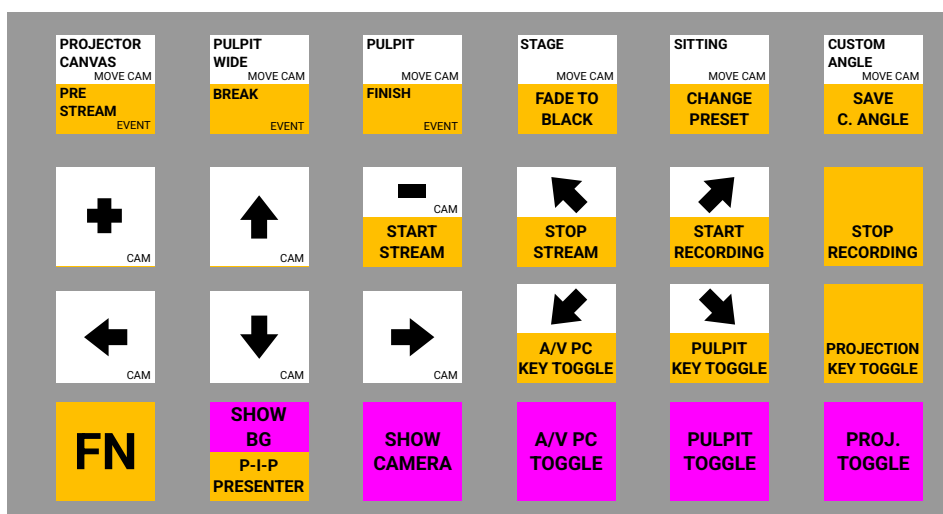 PROJECTOR
CANVAS
MOVE CAM
PRE
STREAM
EVENT
PULPIT
WIDE
MOVE CAM
BREAK
EVENT
PULPIT
MOVE CAM
FINISH
EVENT
STAGE
MOVE CAM
FADE TO
BLACK
SITTING
MOVE CAM
CHANGE
PRESET
CUSTOM
ANGLE
MOVE CAM
SAVE
C. ANGLE
CAM
CAM
CAM
START
STREAM
STOP
STREAM
START
RECORDING
STOP
RECORDING
CAM
CAM
CAM
A/V PC
KEY TOGGLE
PULPIT
KEY TOGGLE
PROJECTION
KEY TOGGLE
FN
SHOW
BG
P-I-P
PRESENTER
SHOW
CAMERA
A/V PC
TOGGLE
PULPIT
TOGGLE
PROJ.
TOGGLE